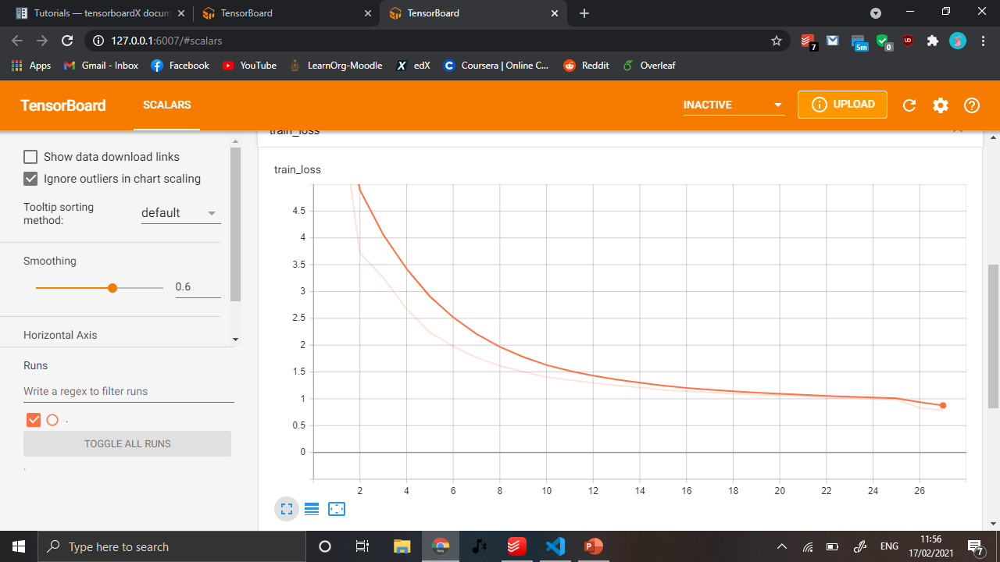 Tutorials — tensorboardX docum
TensorBoard
TensorBoard
127.0.0.1:6007/#scalars
7
5m
0
Apps
Gmail - Inbox
Facebook
YouTube
LearnOrg-Moodle
edX
Coursera | Online C...
Reddit
Overleaf
TensorBoard
SCALARS
INACTIVE
UPLOAD
Show data download links
Ignore outliers in chart scaling
Tooltip sorting
method:
default
Smoothing
0.6
Horizontal Axis
Runs
Write a regex to filter runs
.
TOGGLE ALL RUNS
.
train_loss
train_loss
4.5
4
3.5
3
2.5
2
1.5
1
0.5
0
2 4 6 8 10 12 14 16 18 20 22 24 26
Type here to search
ENG
11:56
17/02/2021
7